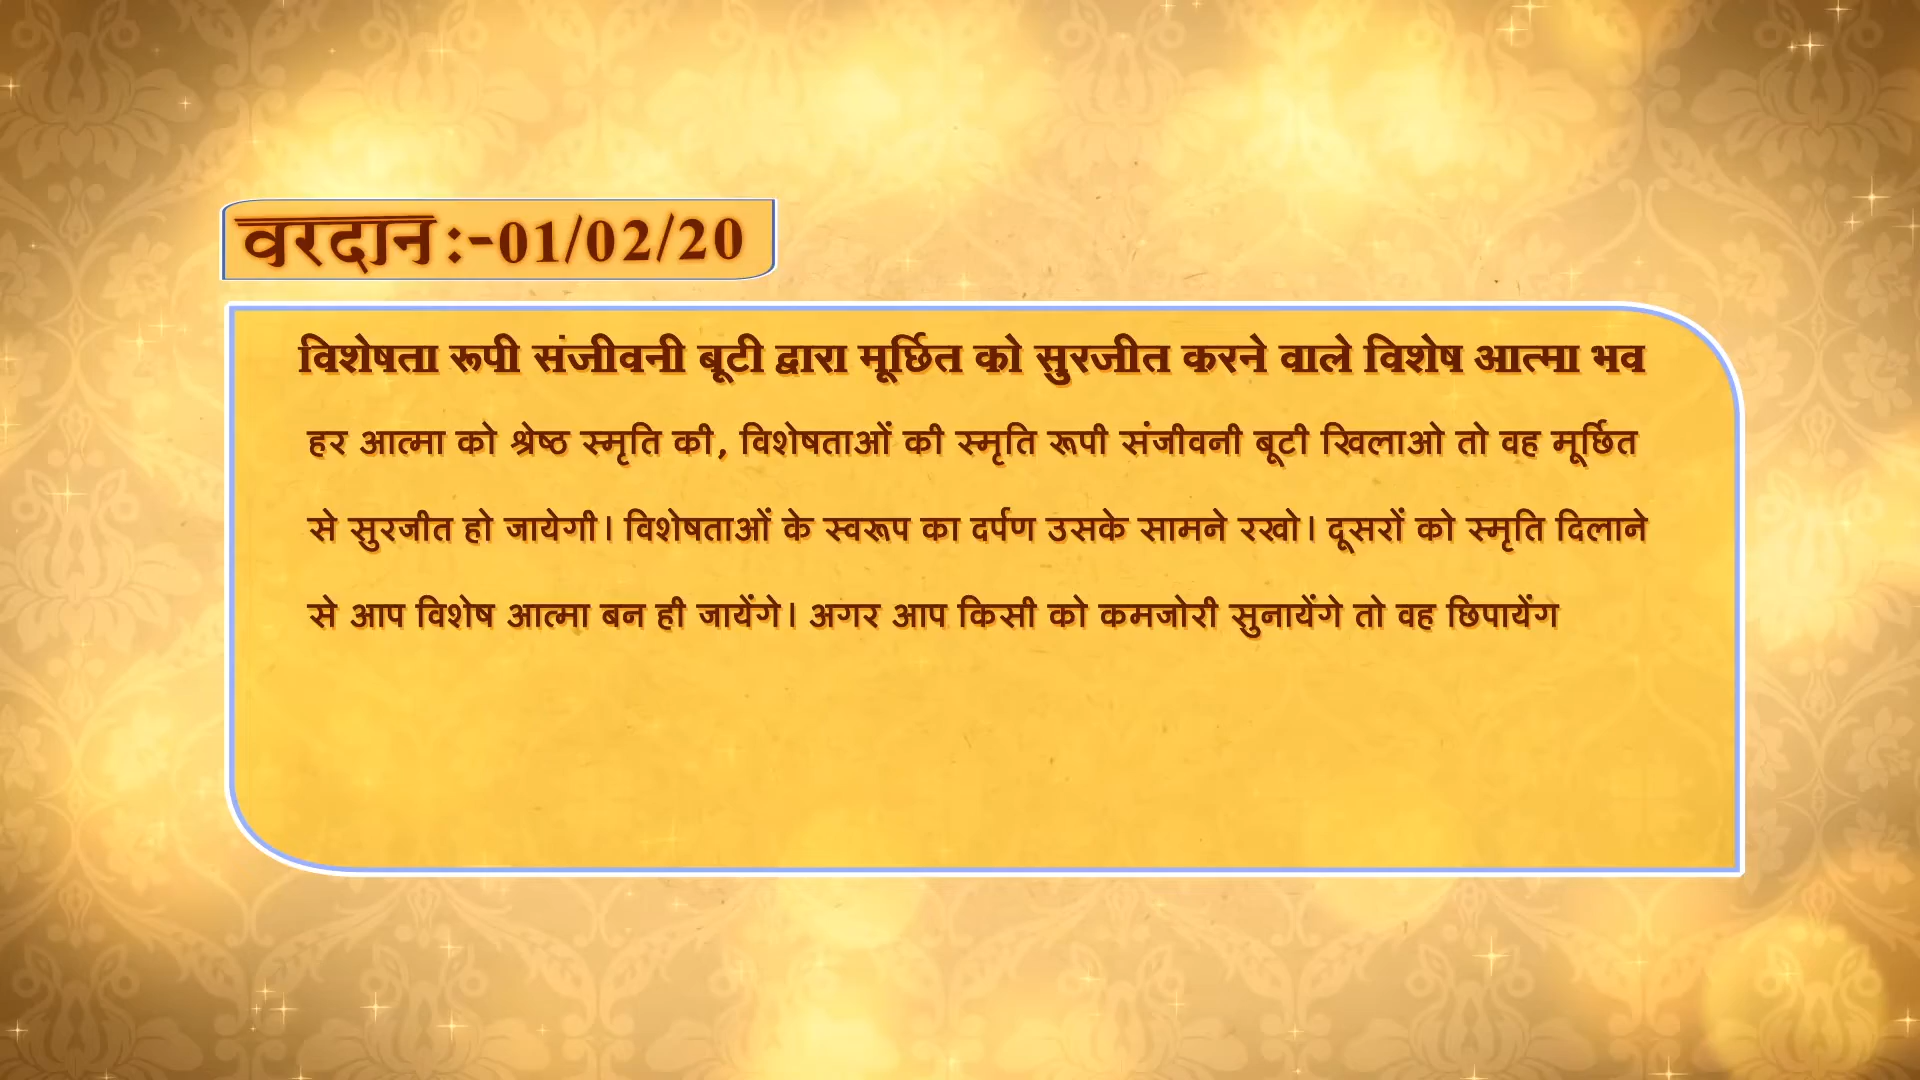 वरदान :-01/02/20
विशेषता रूपी संजीवनी बूटी द्वारा मूर्छित को सुरजीत करने वाले विशेष आत्मा भव
हर आत्मा को श्रेष्ठ स्मृति की, विशेषताओं की स्मृति रूपी संजीवनी बूटी खिलाओ तो वह मूर्छित
से सुरजीत हो जायेगी। विशेषताओं के स्वरूप का दर्पण उसके सामने रखो। दूसरों को स्मृति दिलाने
से आप विशेष आत्मा बन ही जायेंगे। अगर आप किसी को कमजोरी सुनायेंगे तो वह छिपायेंग